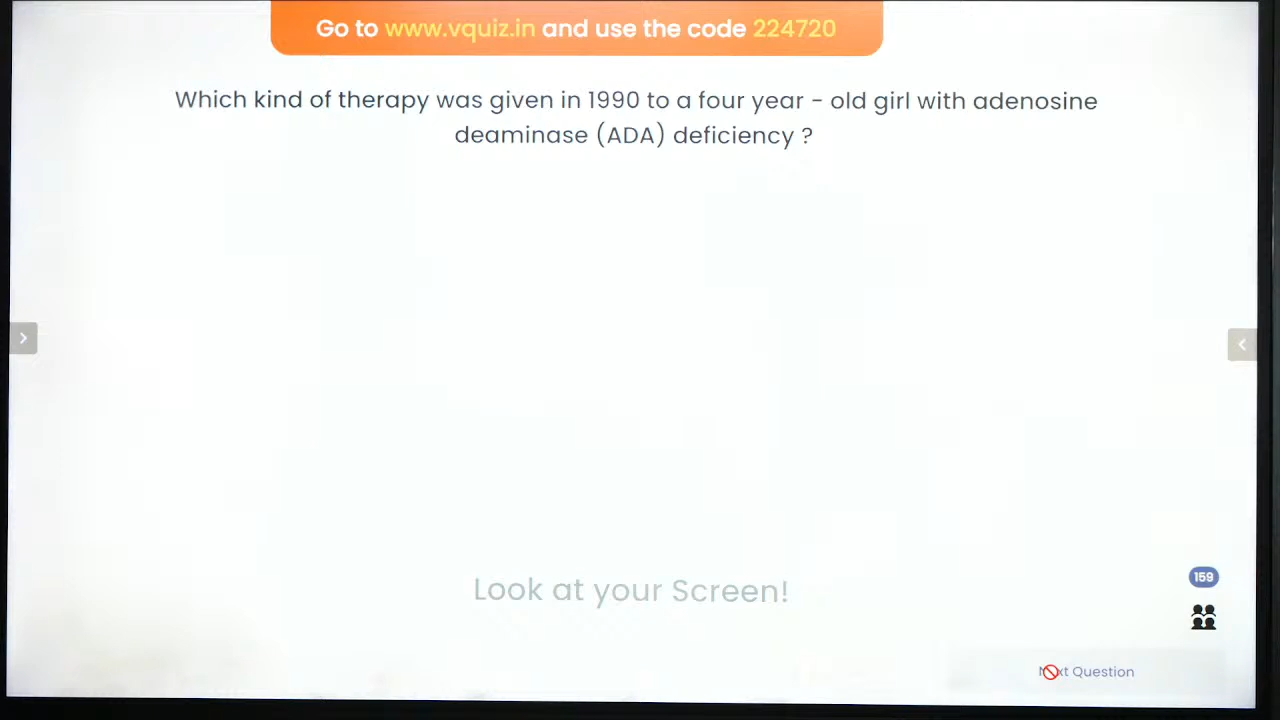 Go to www.vquiz.in and use the code 224720
Which kind of therapy was given in 1990 to a four year - old girl with adenosine
deaminase (ADA) deficiency ?
Look at your Screen!
159
Next Question